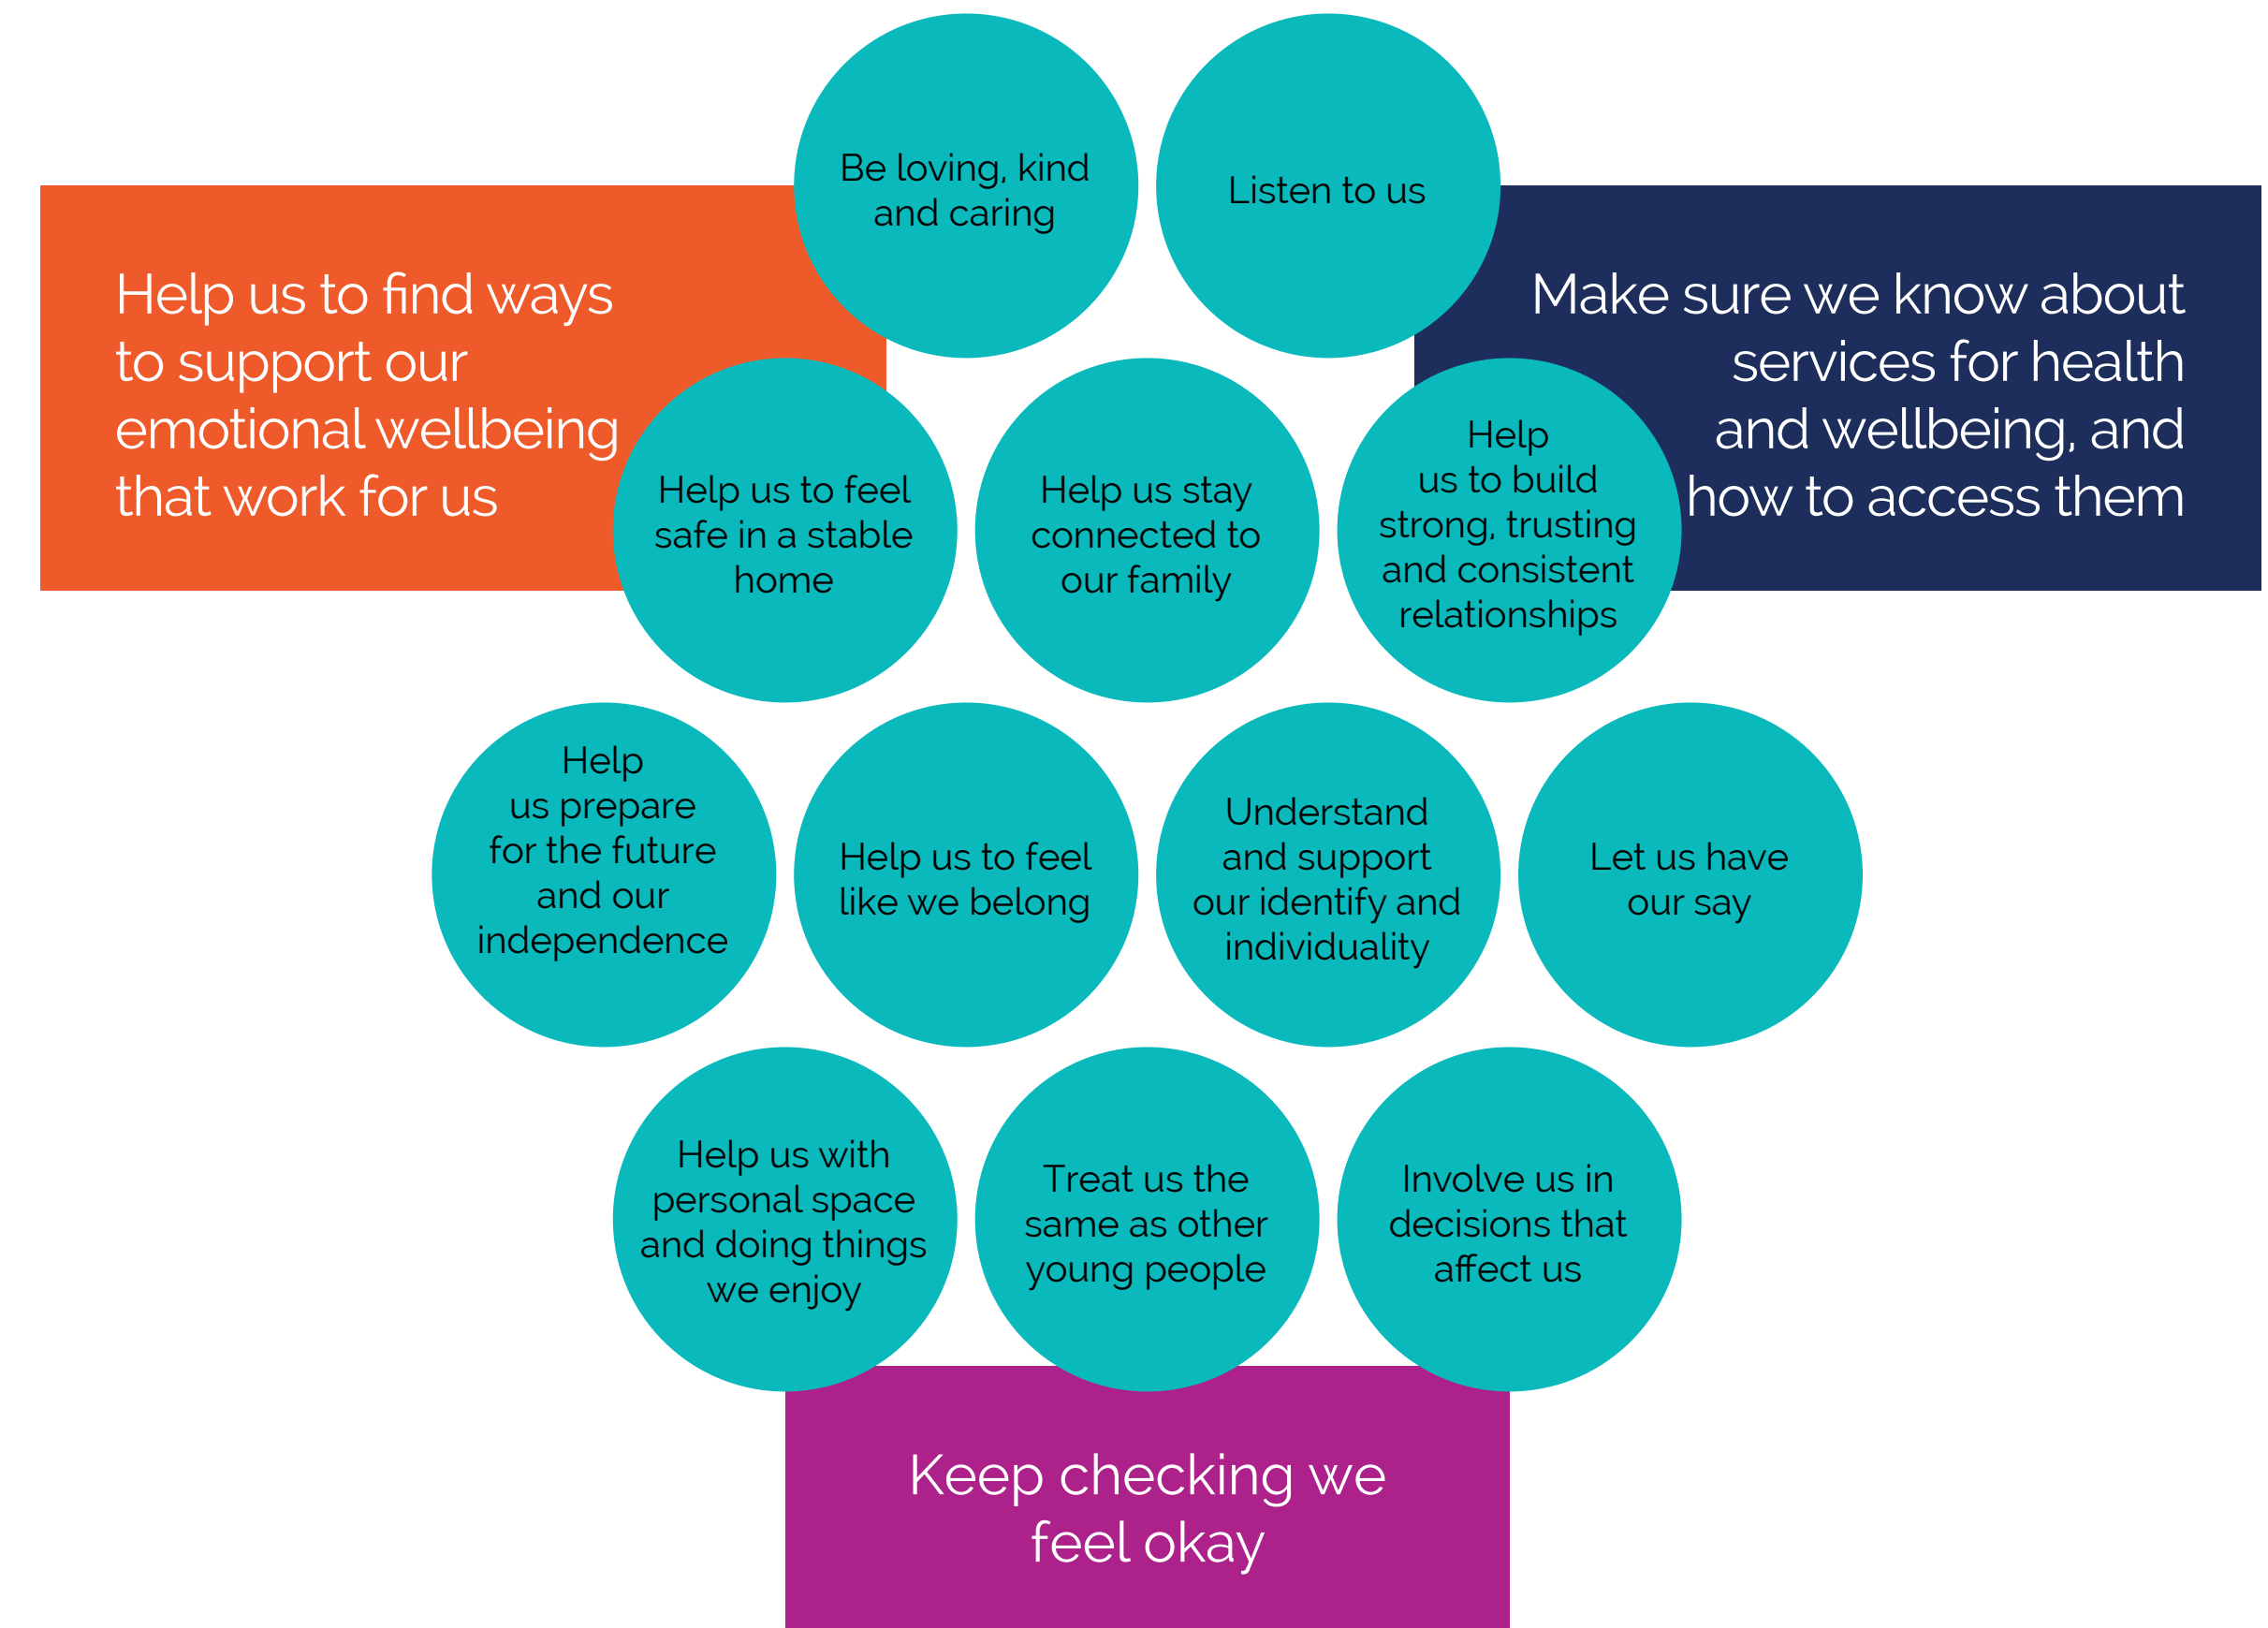 Be loving, kind
and caring
Listen to us
Help us to find ways
to support our
emotional wellbeing
that work for us
Make sure we know about
services for health
and wellbeing, and
how to access them
Help us to feel
safe in a stable
home
Help us stay
connected to
our family
Help
us to build
strong, trusting
and consistent
relationships
Help
us prepare
for the future
and our
independence
Help us to feel
like we belong
Understand
and support
our identify and
individuality
Let us have
our say
Help us with
personal space
and doing things
we enjoy
Treat us the
same as other
young people
Involve us in
decisions that
affect us
Keep checking we
feel okay